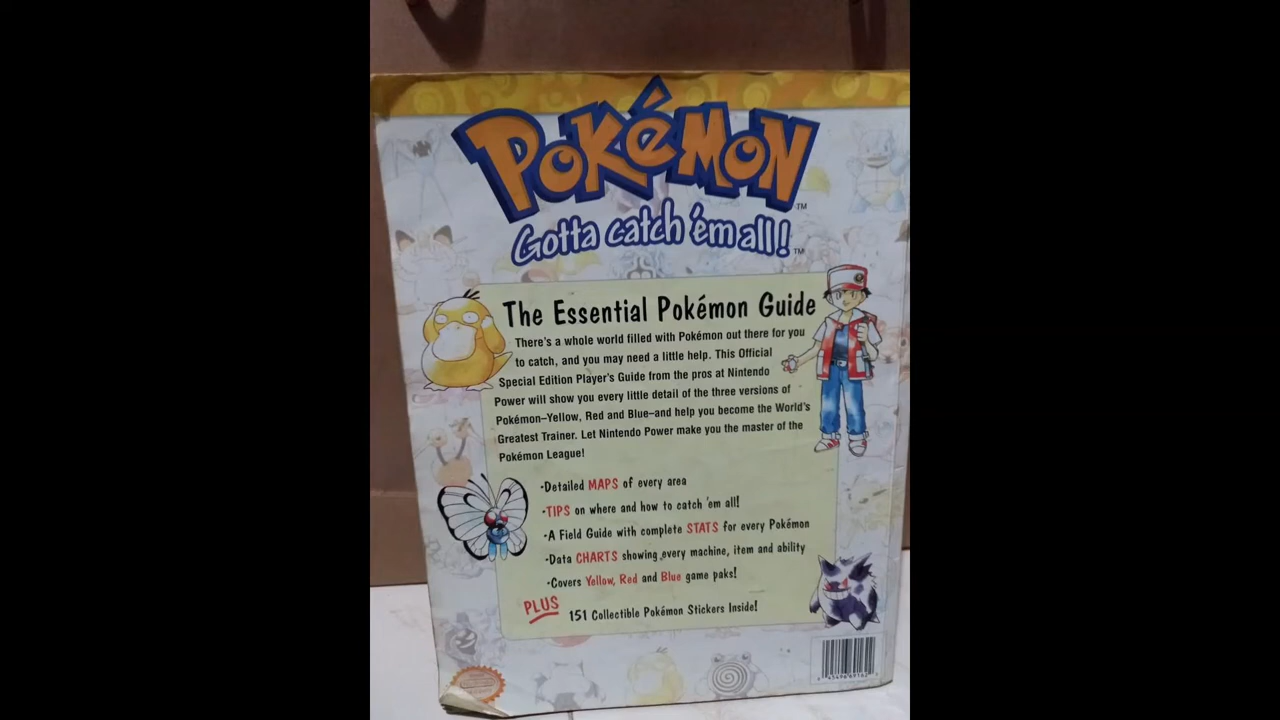 POKéMON™
Gotta catch 'em all!™
The Essential Pokémon Guide
There's a whole world filled with Pokémon out there for you
to catch, and you may need a little help. This Official
Special Edition Player's Guide from the pros at Nintendo
Power will show you every little detail of the three versions of
Pokémon–Yellow, Red and Blue–and help you become the World's
Greatest Trainer. Let Nintendo Power make you the master of the
Pokémon League!
·Detailed MAPS of every area
·TIPS on where and how to catch 'em all!
·A Field Guide with complete STATS for every Pokémon
·Data CHARTS showing every machine, item and ability
·Covers Yellow, Red and Blue game paks!
PLUS 151 Collectible Pokémon Stickers Inside!